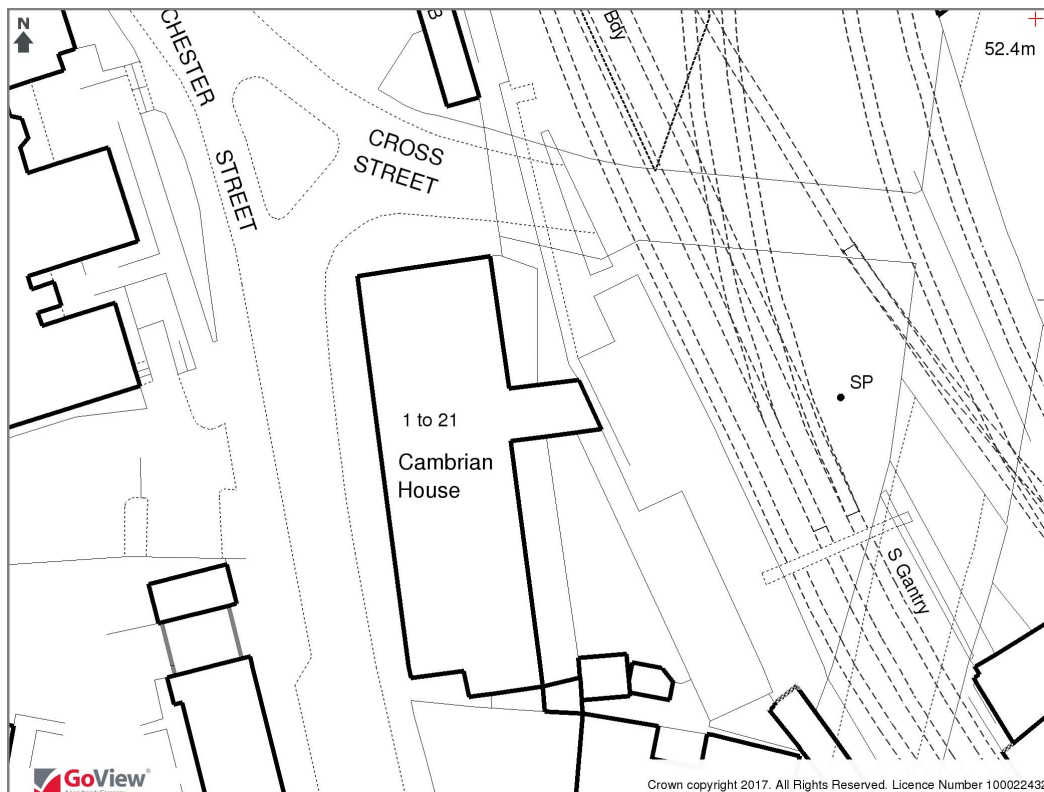 N
CHESTER
STREET
B
Bdy
52.4m
CROSS
STREET
SP
1 to 21
Cambrian
House
S Gantry
GoView®
Crown copyright 2017. All Rights Reserved. Licence Number 100022432